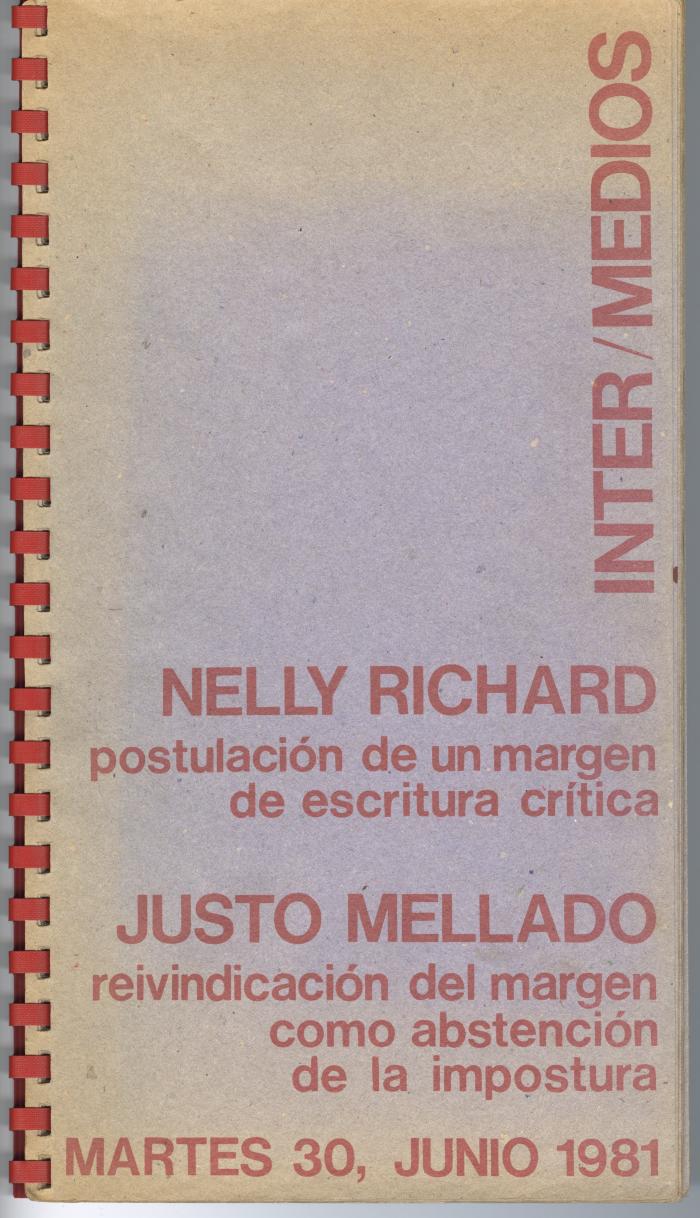 INTER/MEDIOS
NELLY RICHARD
postulación de un margen
de escritura crítica
JUSTO MELLADO
reivindicación del margen
como abstención
de la impostura
MARTES 30, JUNIO 1981